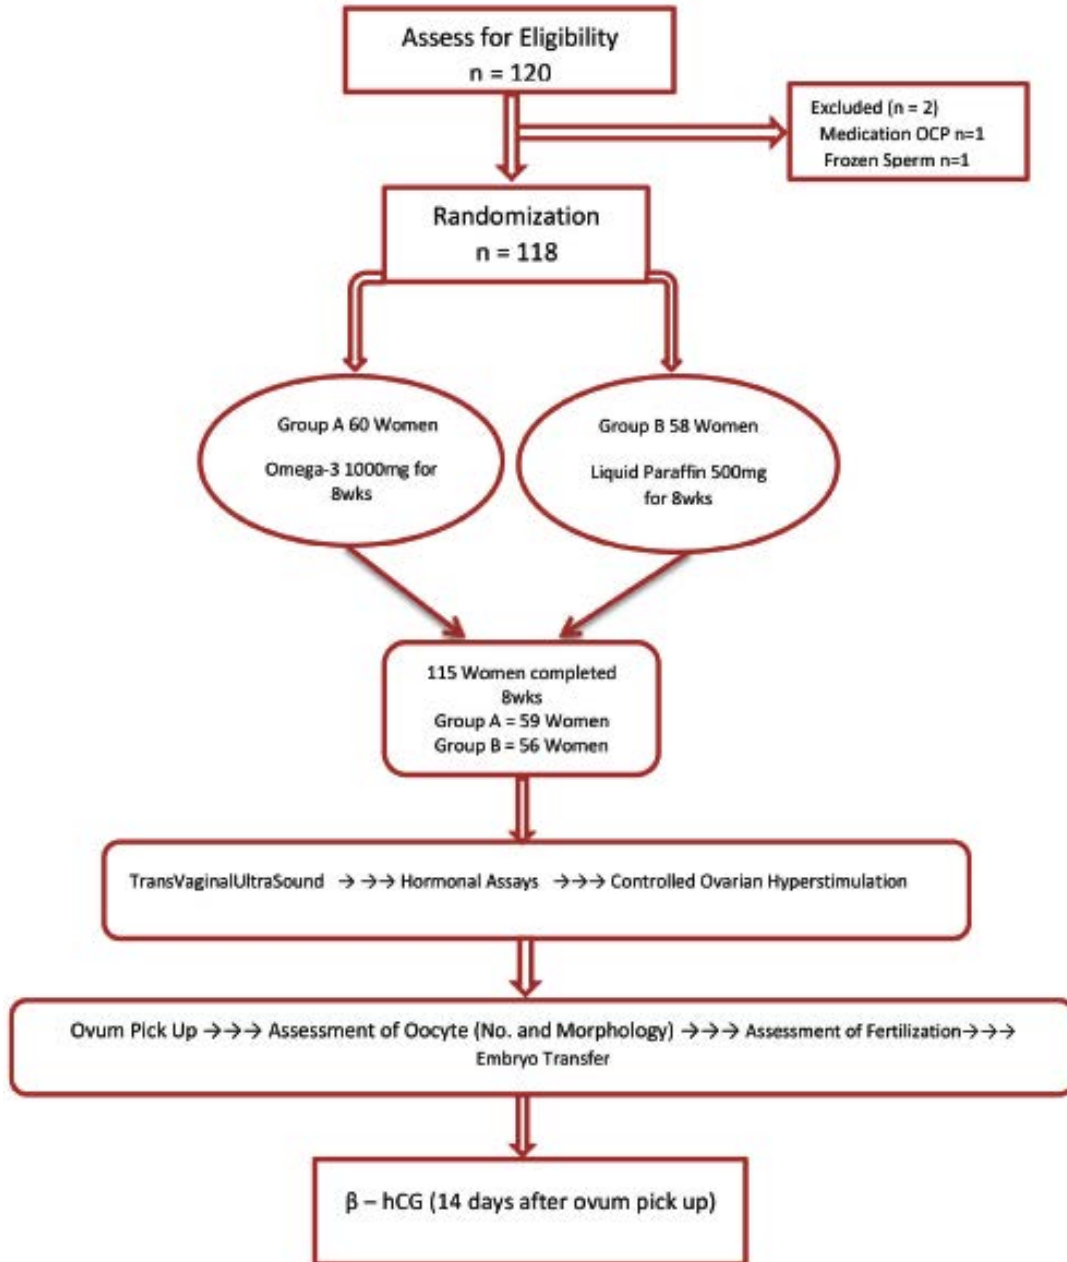 Assess for Eligibility
n = 120
Excluded (n = 2)
Medication OCP n=1
Frozen Sperm n=1
Randomization
n = 118
Group A 60 Women
Omega-3 1000mg for
8wks
Group B 58 Women
Liquid Paraffin 500mg
for 8wks
115 Women completed
8wks
Group A = 59 Women
Group B = 56 Women
TransVaginalUltraSound →→→ Hormonal Assays →→→ Controlled Ovarian Hyperstimulation
Ovum Pick Up →→→ Assessment of Oocyte (No. and Morphology) →→→ Assessment of Fertilization→→→
Embryo Transfer
β – hCG (14 days after ovum pick up)